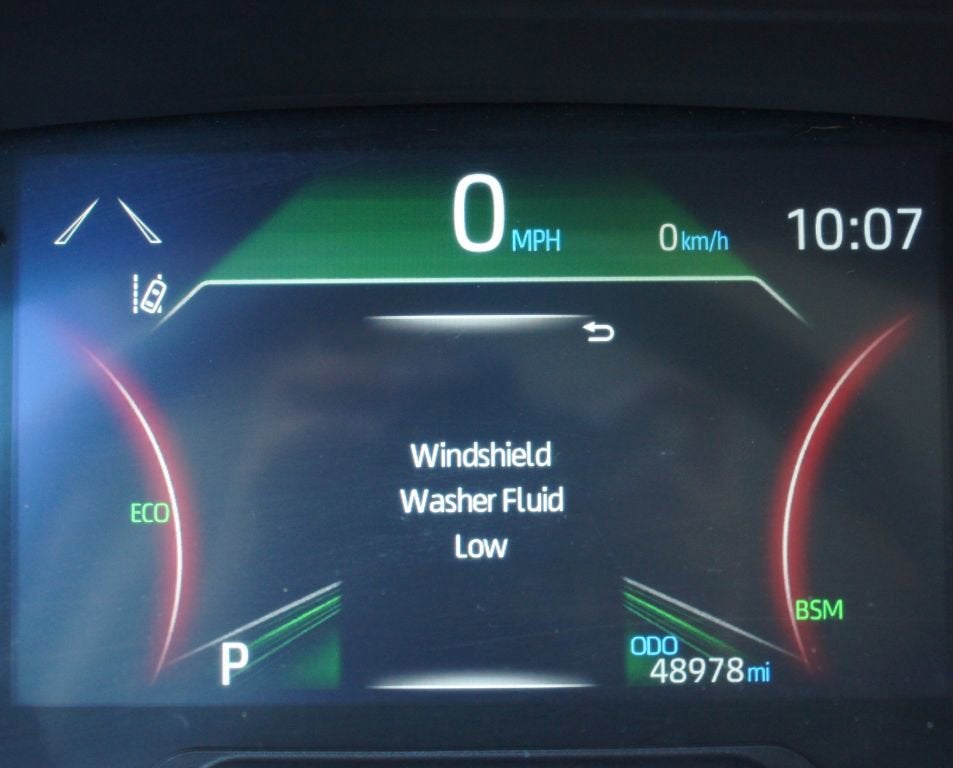 0 MPH
0 km/h
10:07
Windshield
Washer Fluid
Low
ECO
BSM
P
ODO
48978 mi